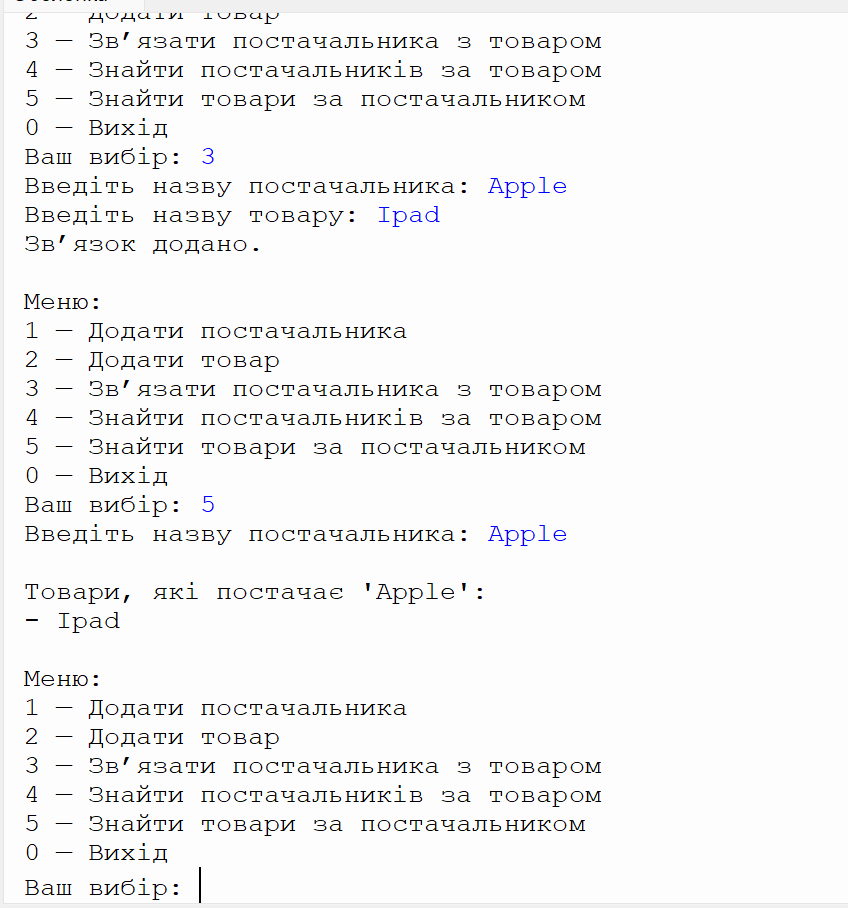 2 — Додати товар
3 — Зв’язати постачальника з товаром
4 — Знайти постачальників за товаром
5 — Знайти товари за постачальником
0 — Вихід
Ваш вибір: 3
Введіть назву постачальника: Apple
Введіть назву товару: Ipad
Зв’язок додано.
Меню:
1 — Додати постачальника
2 — Додати товар
3 — Зв’язати постачальника з товаром
4 — Знайти постачальників за товаром
5 — Знайти товари за постачальником
0 — Вихід
Ваш вибір: 5
Введіть назву постачальника: Apple
Товари, які постачає 'Apple':
- Ipad
Меню:
1 — Додати постачальника
2 — Додати товар
3 — Зв’язати постачальника з товаром
4 — Знайти постачальників за товаром
5 — Знайти товари за постачальником
0 — Вихід
Ваш вибір: